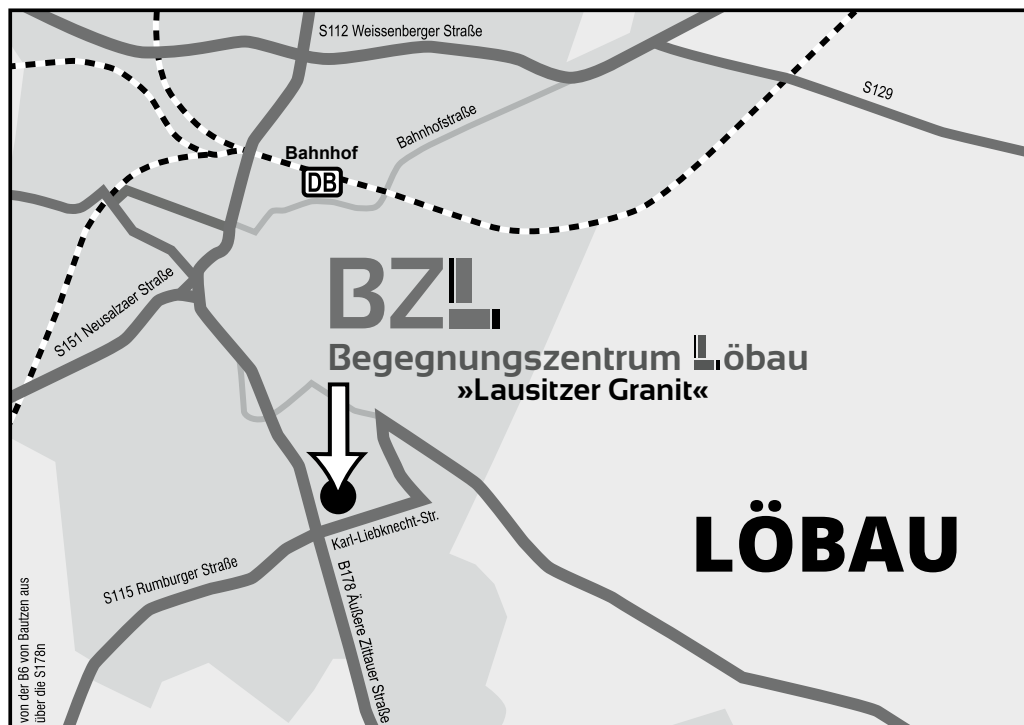 S112 Weissenberger Straße
S129
Bahnhofstraße
Bahnhof
DB
S151 Neusalzaer Straße
BZL
Begegnungszentrum Löbau
»Lausitzer Granit«
LÖBAU
Karl-Liebknecht-Str.
S115 Rumburger Straße
B178 Äußere Zittauer Straße
von der B6 von Bautzen aus
über die S178n